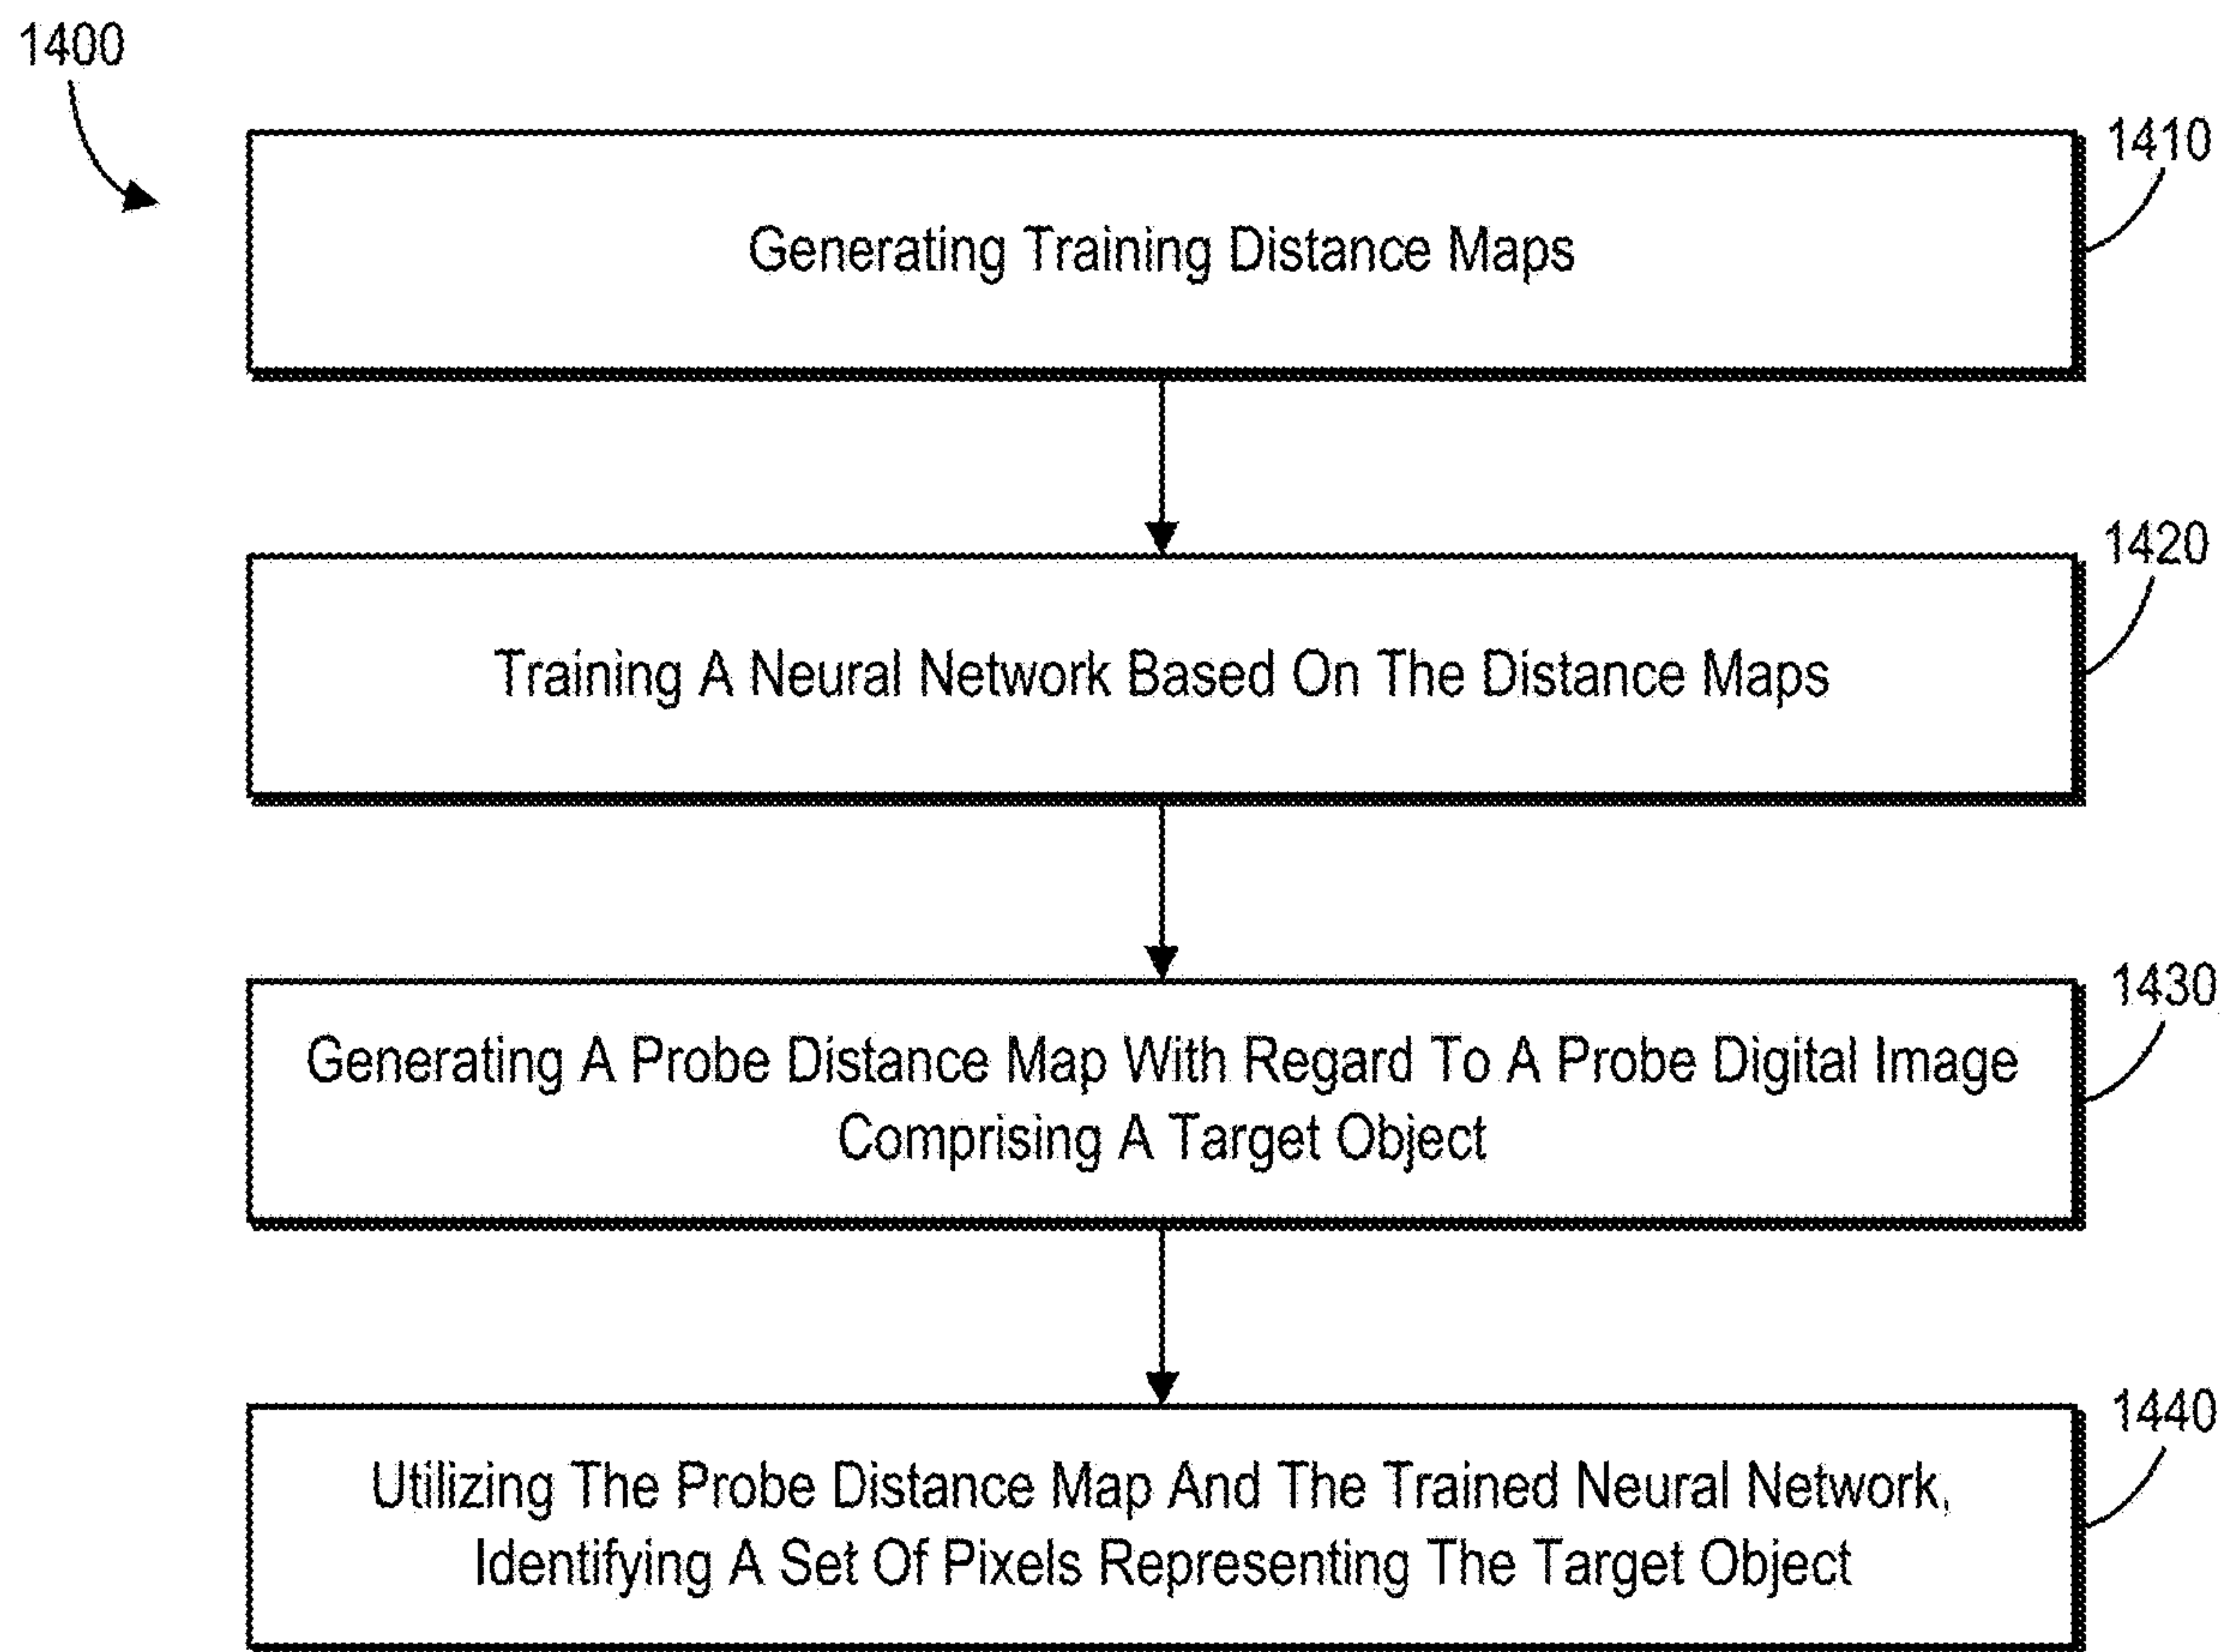 1400
1410
Generating Training Distance Maps
1420
Training A Neural Network Based On The Distance Maps
1430
Generating A Probe Distance Map With Regard To A Probe Digital Image
Comprising A Target Object
1440
Utilizing The Probe Distance Map And The Trained Neural Network,
Identifying A Set Of Pixels Representing The Target Object